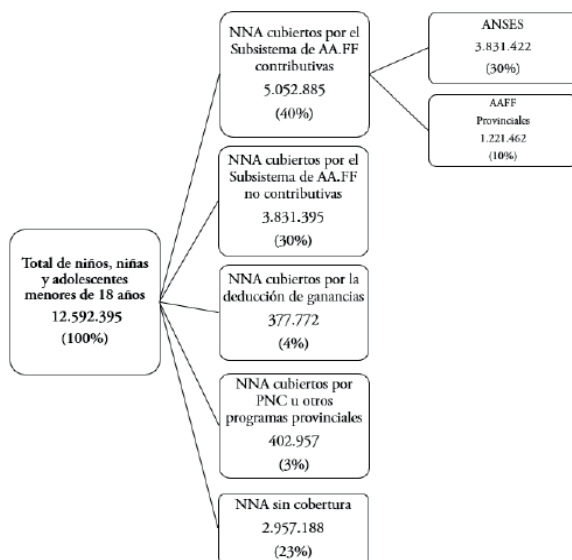 NNA cubiertos por el
Subsistema de AA.FF
contributivas
5.052.885
(40%)
ANSES
3.831.422
(30%)
AAFF
Provinciales
1.221.462
(10%)
NNA cubiertos por el
Subsistema de AA.FF
no contributivas
3.831.395
(30%)
Total de niños, niñas
y adolescentes
menores de 18 años
12.592.395
(100%)
NNA cubiertos por la
deducción de ganancias
377.772
(4%)
NNA cubiertos por
PNC u otros
programas provinciales
402.957
(3%)
NNA sin cobertura
2.957.188
(23%)